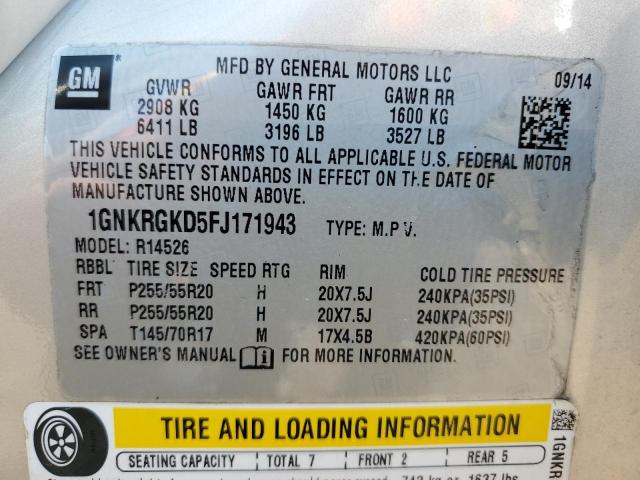 GM
MFD BY GENERAL MOTORS LLC
09/14
GVWR GAWR FRT GAWR RR
2908 KG 1450 KG 1600 KG
6411 LB 3196 LB 3527 LB
THIS VEHICLE CONFORMS TO ALL APPLICABLE U.S. FEDERAL MOTOR
VEHICLE SAFETY STANDARDS IN EFFECT ON THE DATE OF
MANUFACTURE SHOWN ABOVE.
1GNKRGKD5FJ171943 TYPE: M.P.V.
MODEL: R14526
RBBL TIRE SIZE SPEED RTG RIM COLD TIRE PRESSURE
FRT P255/55R20 H 20X7.5J 240KPA(35PSI)
RR P255/55R20 H 20X7.5J 240KPA(35PSI)
SPA T145/70R17 M 17X4.5B 420KPA(60PSI)
SEE OWNER'S MANUAL FOR MORE INFORMATION.
TIRE AND LOADING INFORMATION
SEATING CAPACITY TOTAL 7 FRONT 2 REAR 5
1GNKR